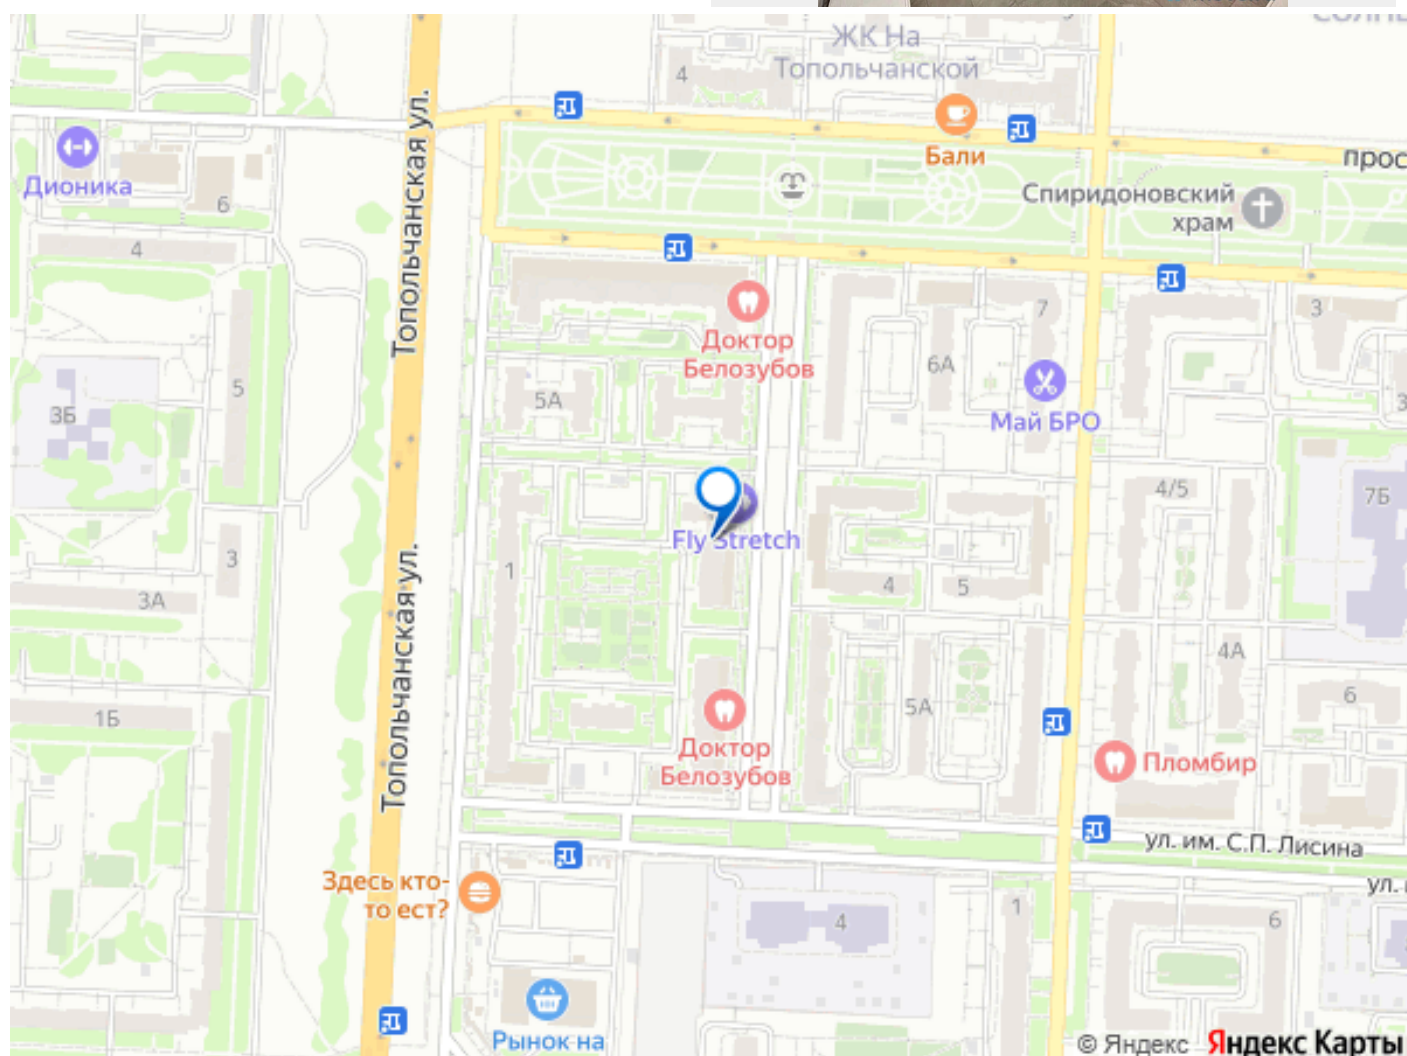 ЖК На
Топольчанской
4
Бали
прос
Дионика
6
4
Спиридоновский
храм
Топольчанская ул.
Доктор
Белозубов
7
3
6А
5
5А
3Б
Май БРО
4/5
7Б
Fly Stretch
1
3
3А
4
5
Топольчанская ул.
4А
6
1Б
5А
Доктор
Белозубов
Пломбир
ул. им. С.П. Лисина
Здесь кто-
то ест?
ул.
1
4
6
Рынок на
© Яндекс Яндекс Карты